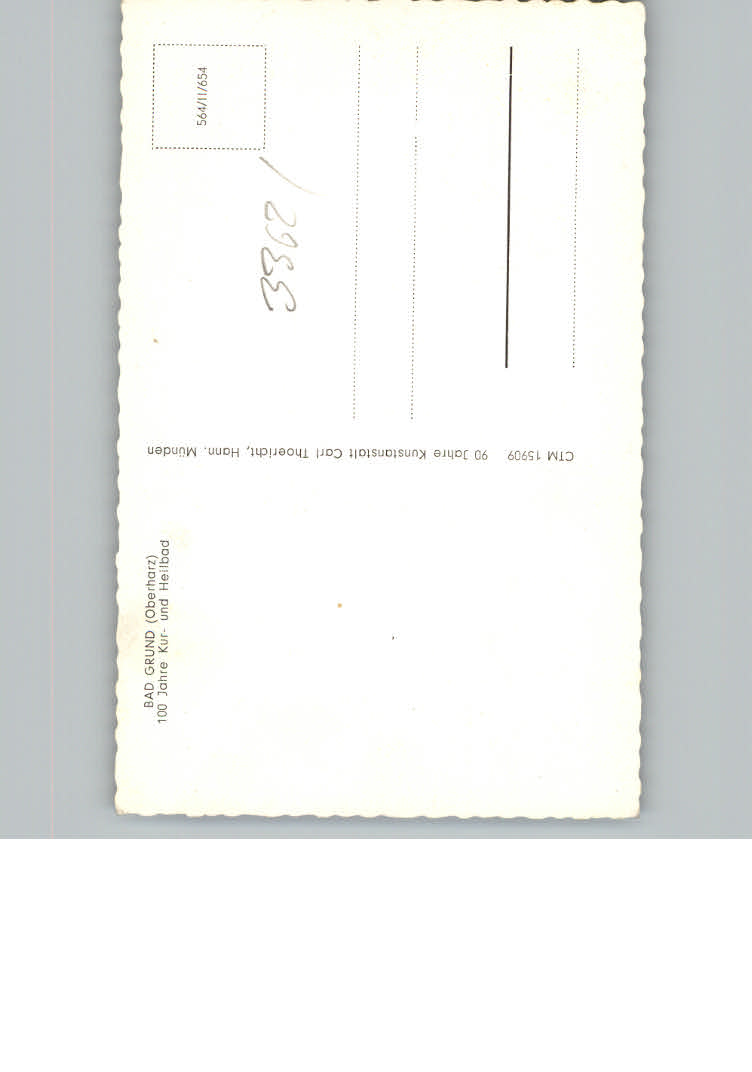 BAD GRUND (Oberharz)
100 Jahre Kur- und Heilbad
CTM 15909 90 Jahre Kunstanstalt Carl Thoericht, Hann. Münden
564/11/654
3362/